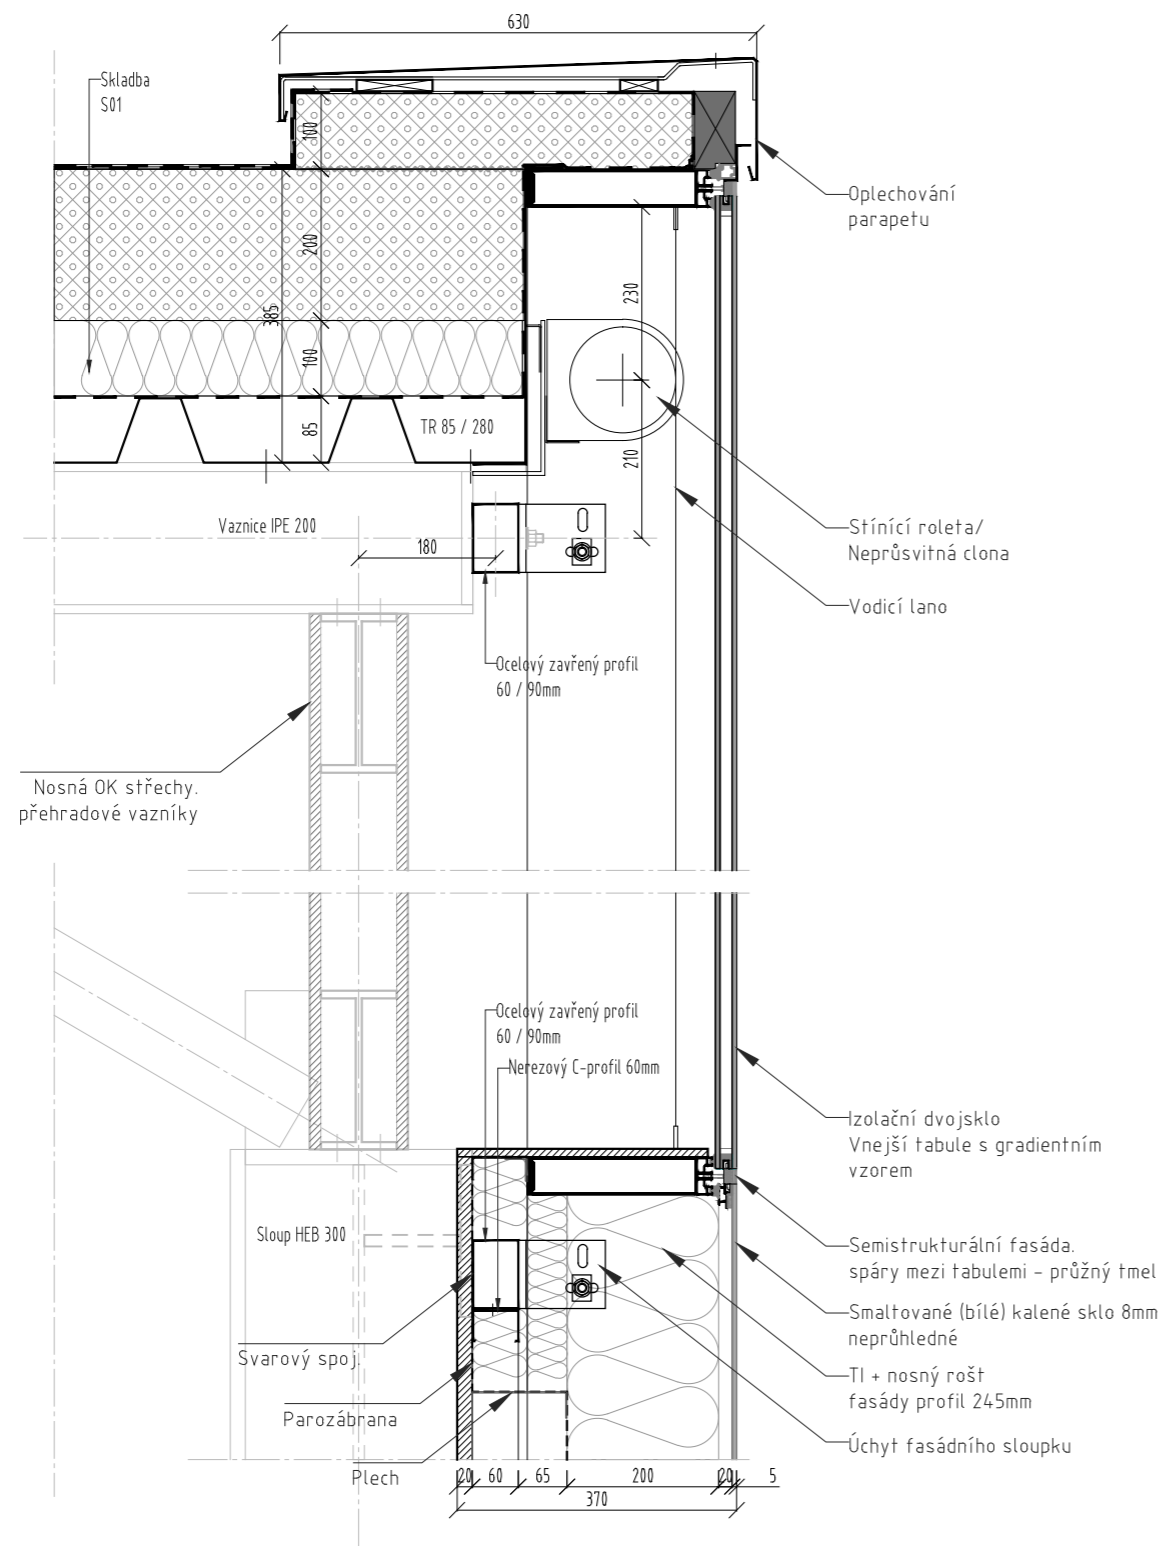 630
Skladba
S01
100
Oplechování
parapetu
200
385
230
100
85
TR 85 / 280
210
Vaznice IPE 200
180
Stínící roleta/
Neprůsvitná clona
Vodicí lano
Ocelový zavřený profil
60 / 90mm
Nosná OK střechy.
přehradové vazníky
Ocelový zavřený profil
60 / 90mm
Nerezový C-profil 60mm
Izolační dvojsklo
Vnejší tabule s gradientním
vzorem
Sloup HEB 300
Semistrukturální fasáda.
spáry mezi tabulemi – průžný tmel
Smaltované (bílé) kalené sklo 8mm
neprůhledné
Svarový spoj.
TI + nosný rošt
fasády profil 245mm
Parozábrana
Úchyt fasádního sloupku
Plech
20 60 65 200 20 5
370